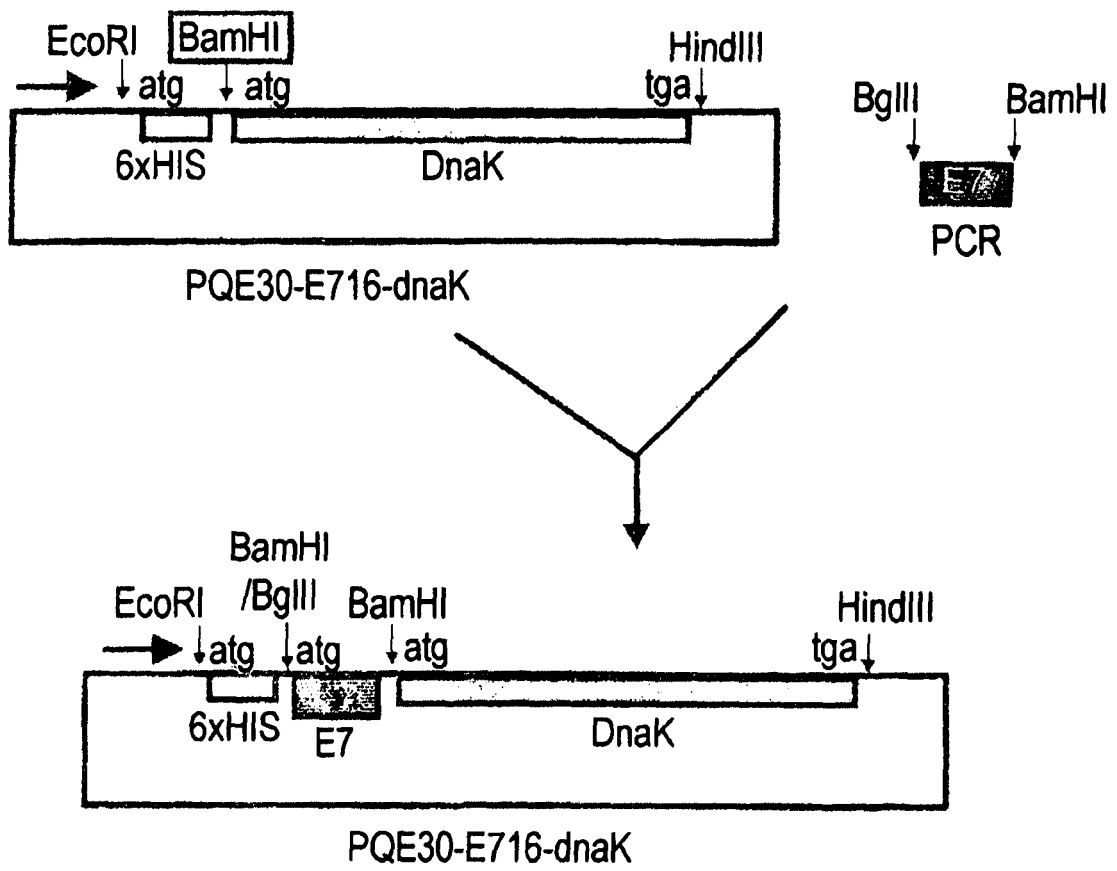 EcoRI BamHI HindIII
atg atg tga
6xHIS DnaK
PQE30-E716-dnaK
BglII BamHI
E7
PCR
BamHI
EcoRI /BglII BamHI HindIII
atg atg atg tga
6xHIS E7 DnaK
PQE30-E716-dnaK